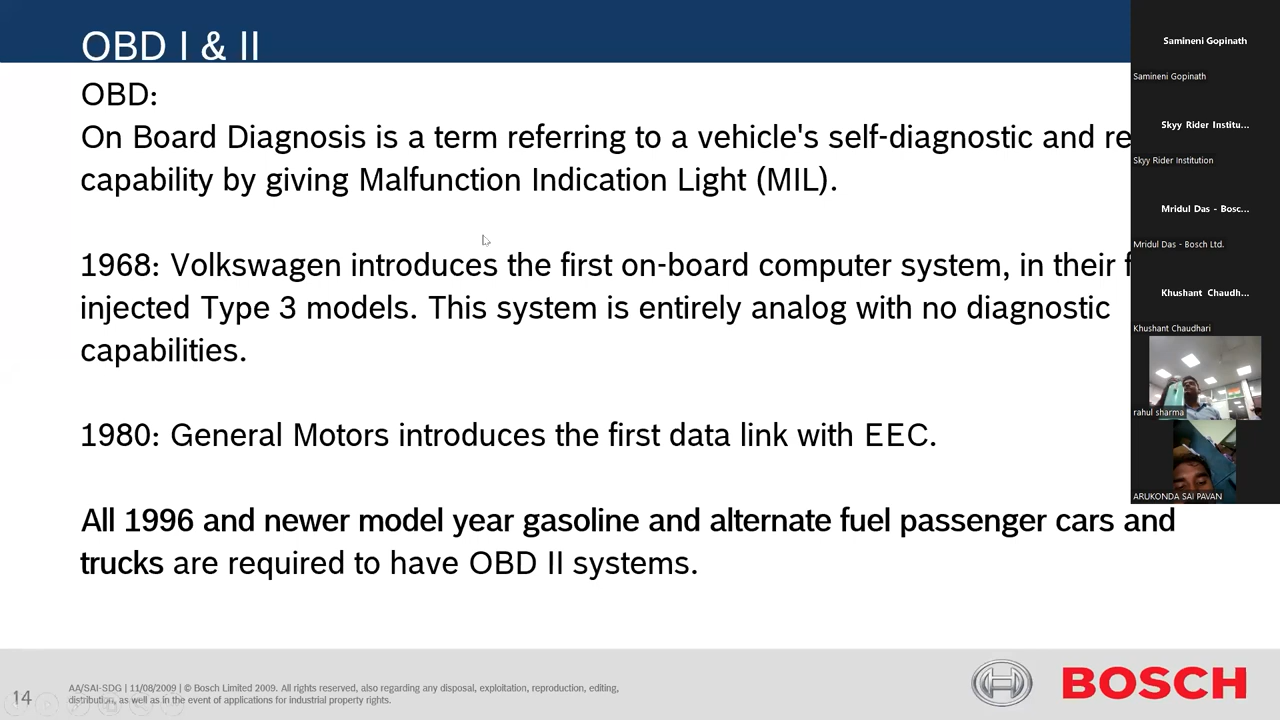 OBD I & II
OBD:
On Board Diagnosis is a term referring to a vehicle's self-diagnostic and re
capability by giving Malfunction Indication Light (MIL).
1968: Volkswagen introduces the first on-board computer system, in their f
injected Type 3 models. This system is entirely analog with no diagnostic
capabilities.
1980: General Motors introduces the first data link with EEC.
All 1996 and newer model year gasoline and alternate fuel passenger cars and
trucks are required to have OBD II systems.
14
AA/SAI-SDG | 11/08/2009 | © Bosch Limited 2009. All rights reserved, also regarding any disposal, exploitation, reproduction, editing,
distribution, as well as in the event of applications for industrial property rights.
BOSCH
Samineni Gopinath
Samineni Gopinath
Skyy Rider Institu...
Skyy Rider Institution
Mridul Das - Bosc...
Mridul Das - Bosch Ltd.
Khushant Chaudh...
Khushant Chaudhari
rahul sharma
ARUKONDA SAI PAVAN